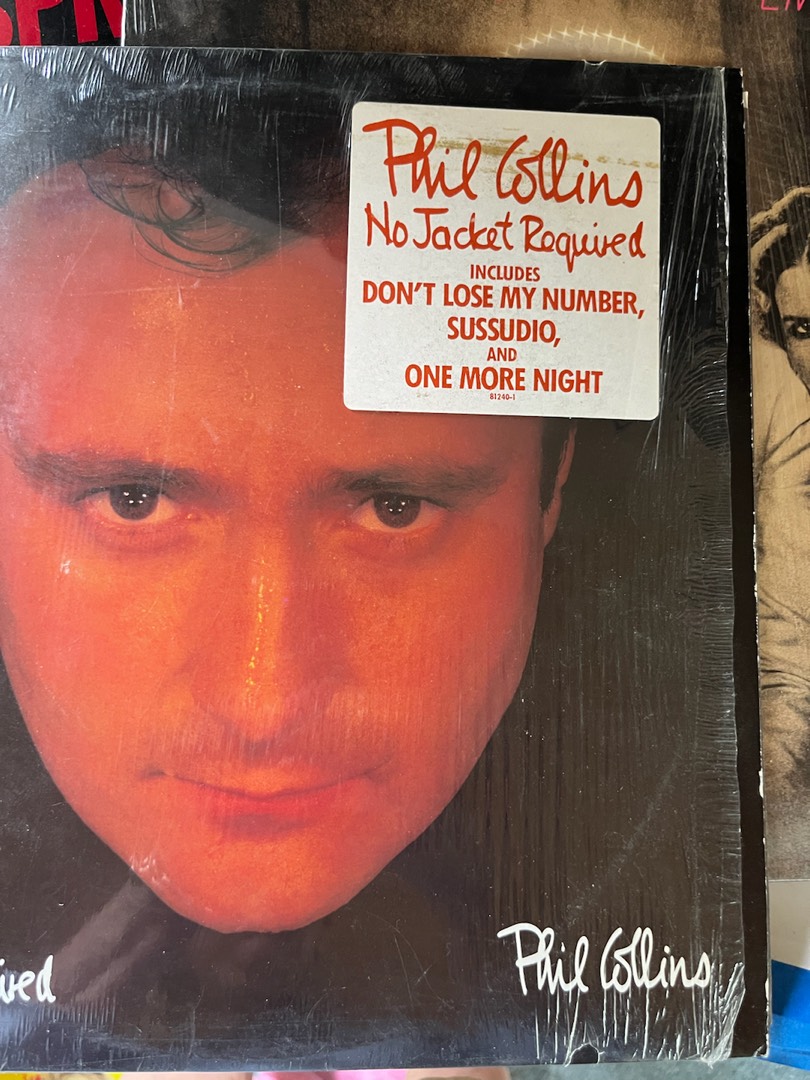 Phil Collins
No Jacket Required
INCLUDES
DON'T LOSE MY NUMBER,
SUSSUDIO,
AND
ONE MORE NIGHT
81240-1
Phil Collins